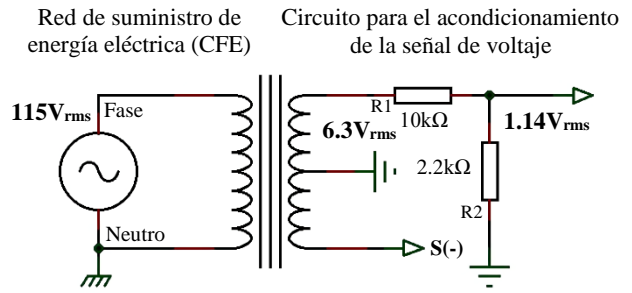 Red de suministro de
energía eléctrica (CFE)
Circuito para el acondicionamiento
de la señal de voltaje
115Vrms
Fase
Neutro
R1
10kΩ
6.3Vrms
1.14Vrms
2.2kΩ
R2
S(-)